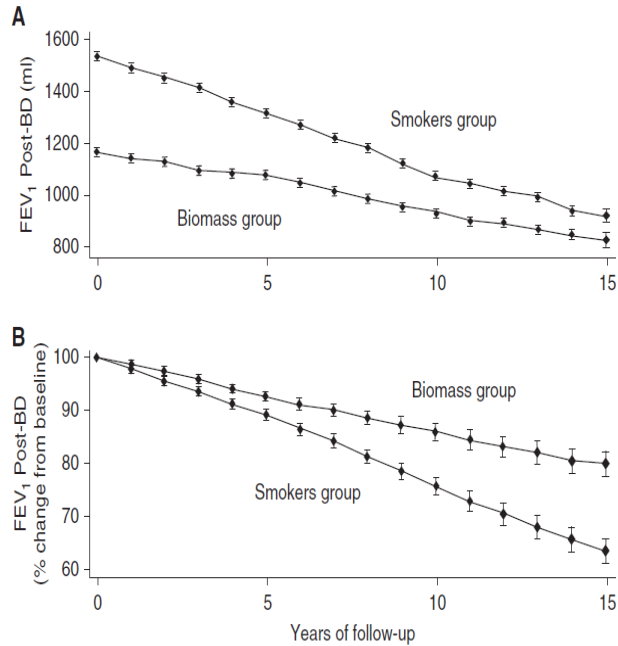 A
FEV₁ Post-BD (ml)
1600
1400
1200
1000
800
Smokers group
Biomass group
0 5 10 15
B
FEV₁ Post-BD
(% change from baseline)
100
90
80
70
60
Biomass group
Smokers group
0 5 10 15
Years of follow-up